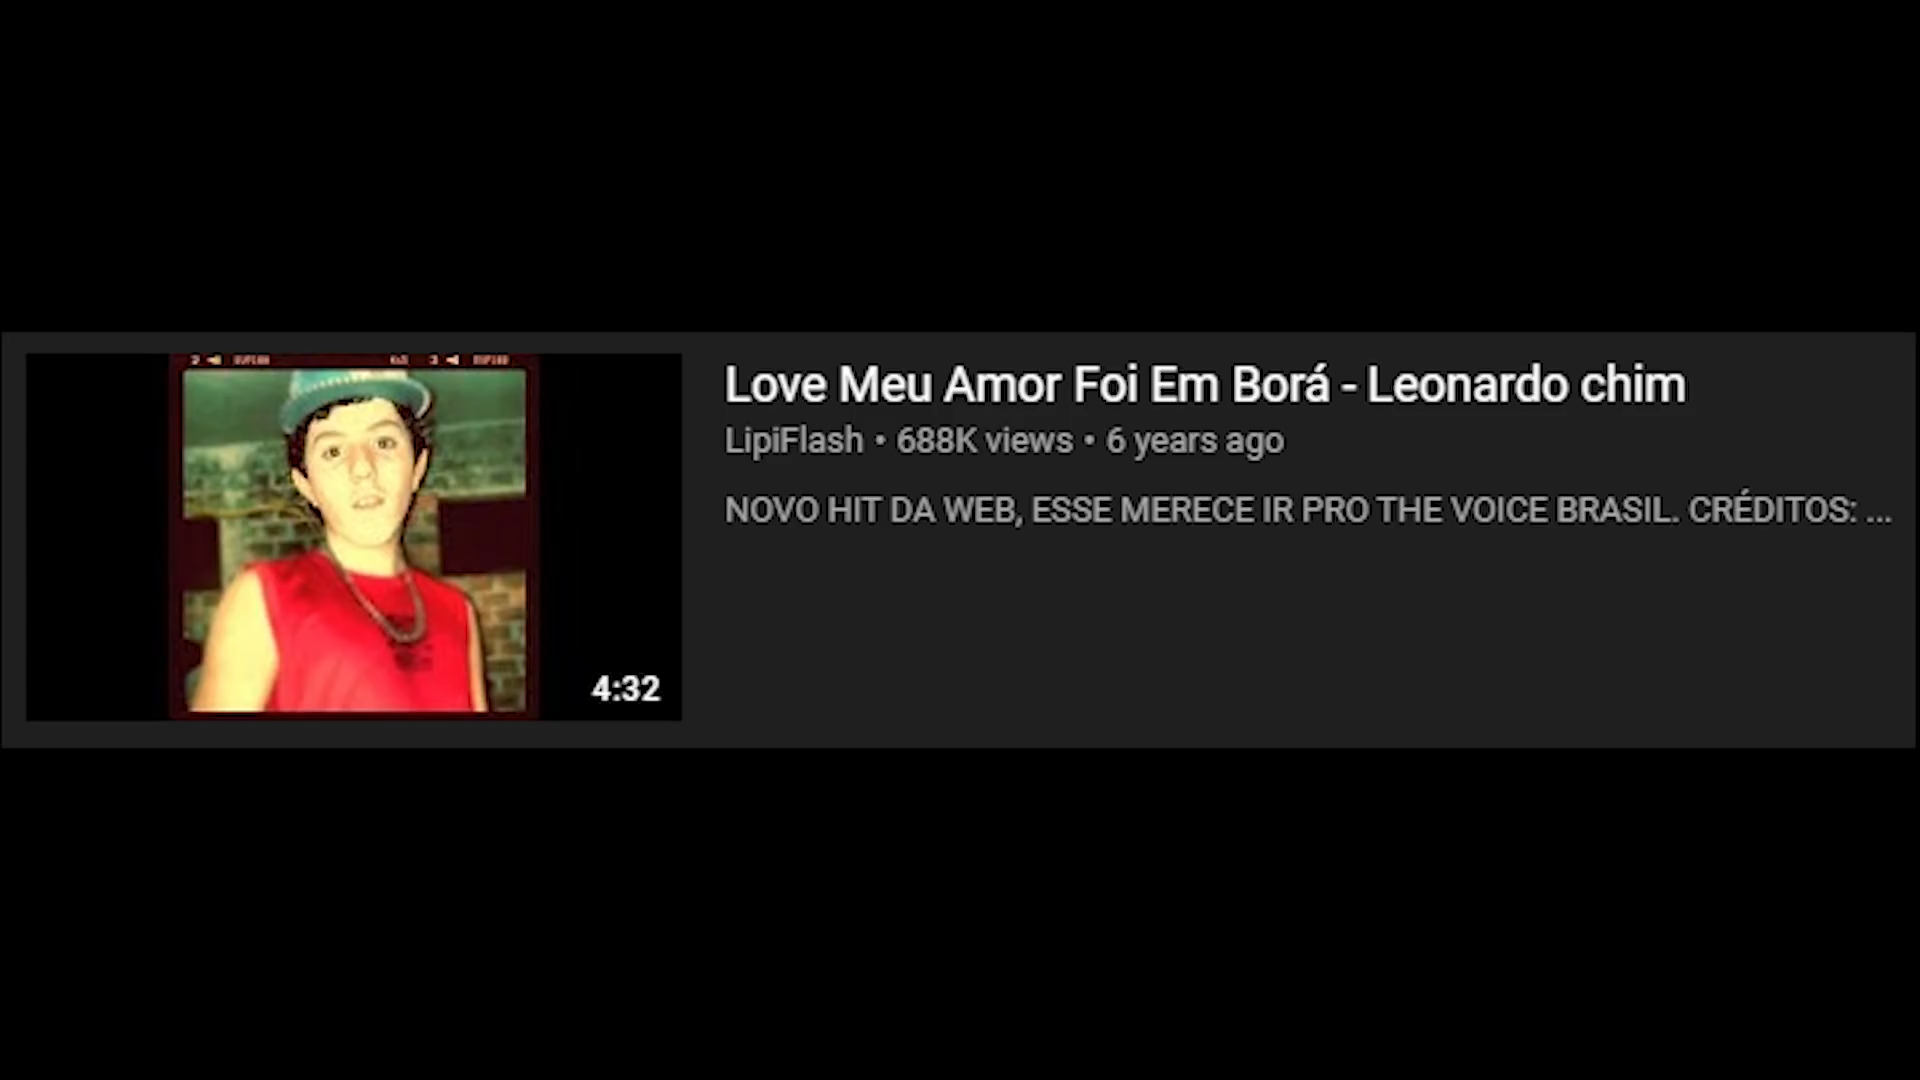 Love Meu Amor Foi Em Borá - Leonardo chim
LipiFlash • 688K views • 6 years ago
NOVO HIT DA WEB, ESSE MERECE IR PRO THE VOICE BRASIL. CRÉDITOS: ...
4:32